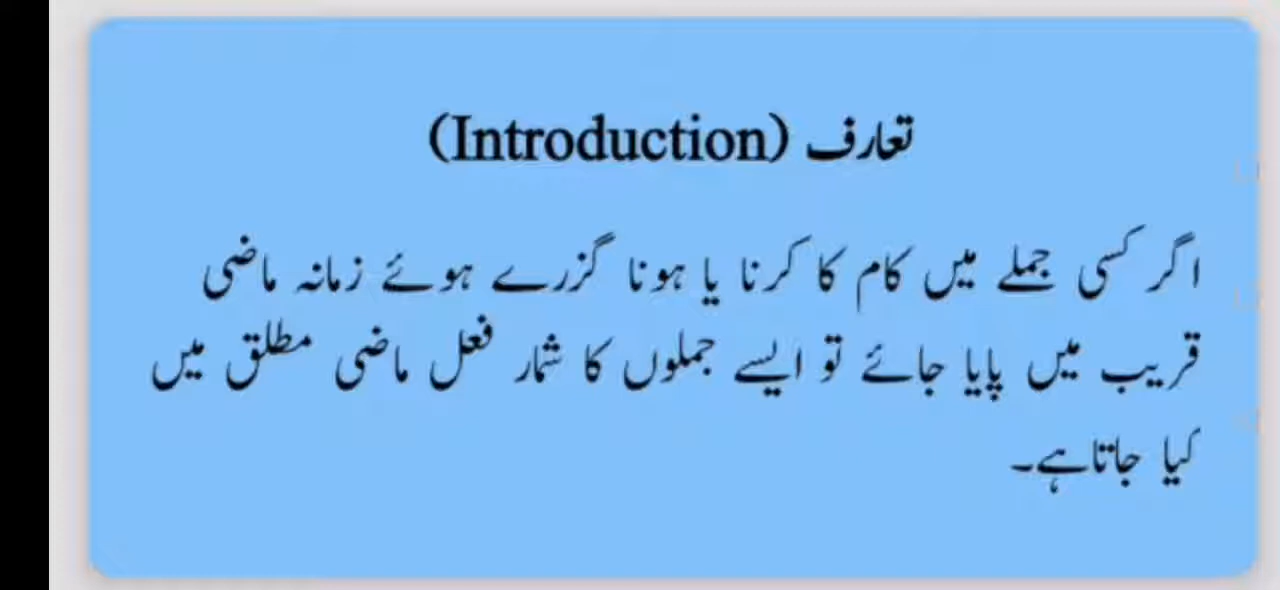 تعارف (Introduction)
اگر کسی جملے میں کام کا کرنا یا ہونا گزرے ہوئے زمانہ ماضی
قریب میں پایا جائے تو ایسے جملوں کا شمار فعل ماضی مطلق میں
کیا جاتاہے۔